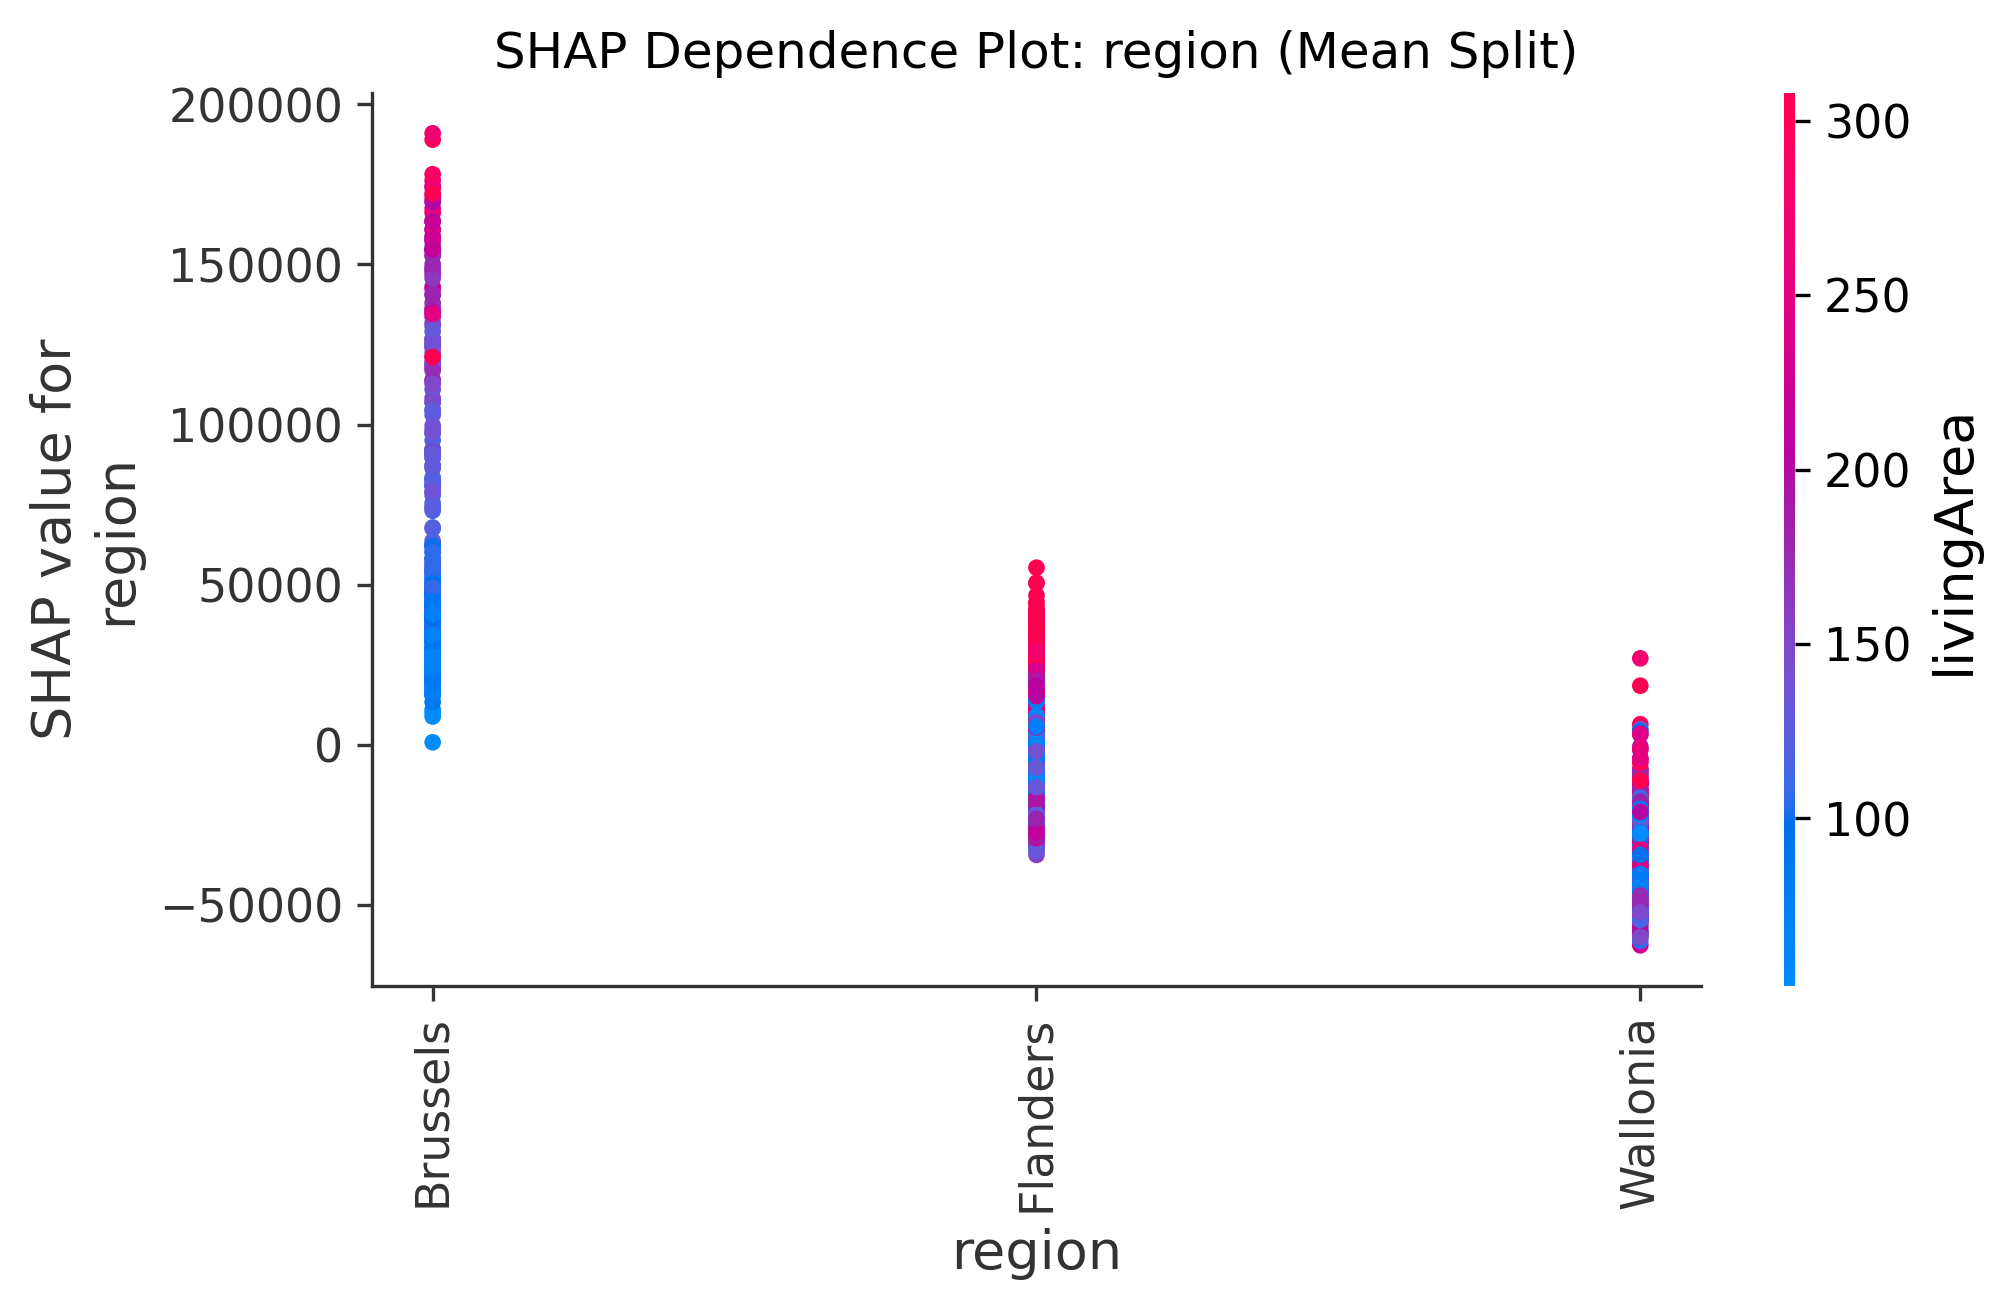 SHAP Dependence Plot: region (Mean Split)
SHAP value for
region
200000
150000
100000
50000
0
−50000
Brussels
Flanders
Wallonia
region
300
250
200
150
100
livingArea